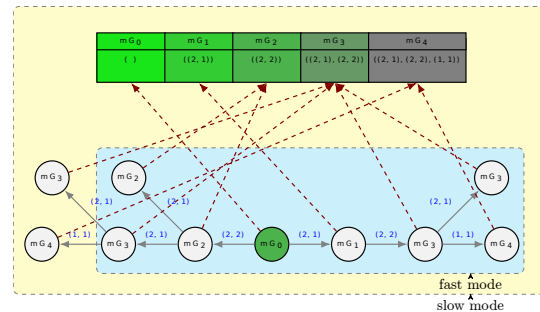 mG0 mG1 mG2 mG3 mG4
( ) ((2, 1)) ((2, 2)) ((2, 1), (2, 2)) ((2, 1), (2, 2), (1, 1))
mG3 mG2 mG3
(2, 1) (2, 1) (2, 1)
(1, 1) (2, 1) (2, 2) (2, 1) (2, 2) (1, 1)
mG4 mG3 mG2 mG0 mG1 mG3 mG4
fast mode
slow mode